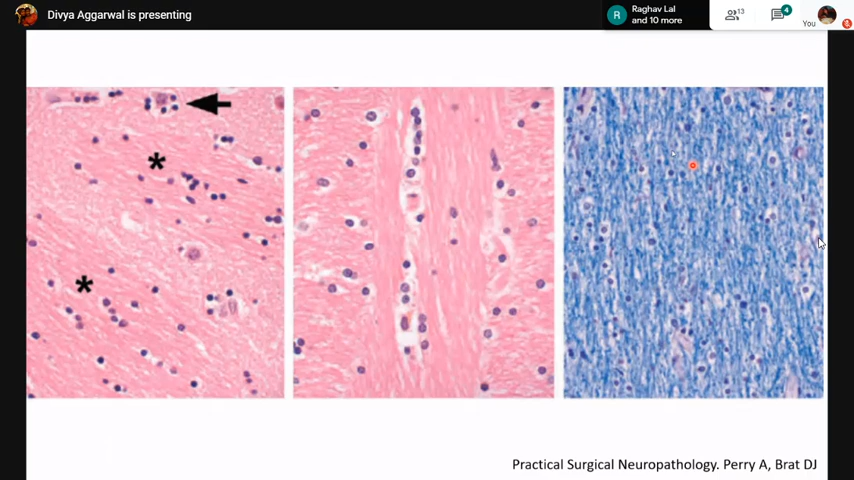 Divya Aggarwal is presenting
R
Raghav Lal
and 10 more
13
4
You
*
*
Practical Surgical Neuropathology. Perry A, Brat DJ